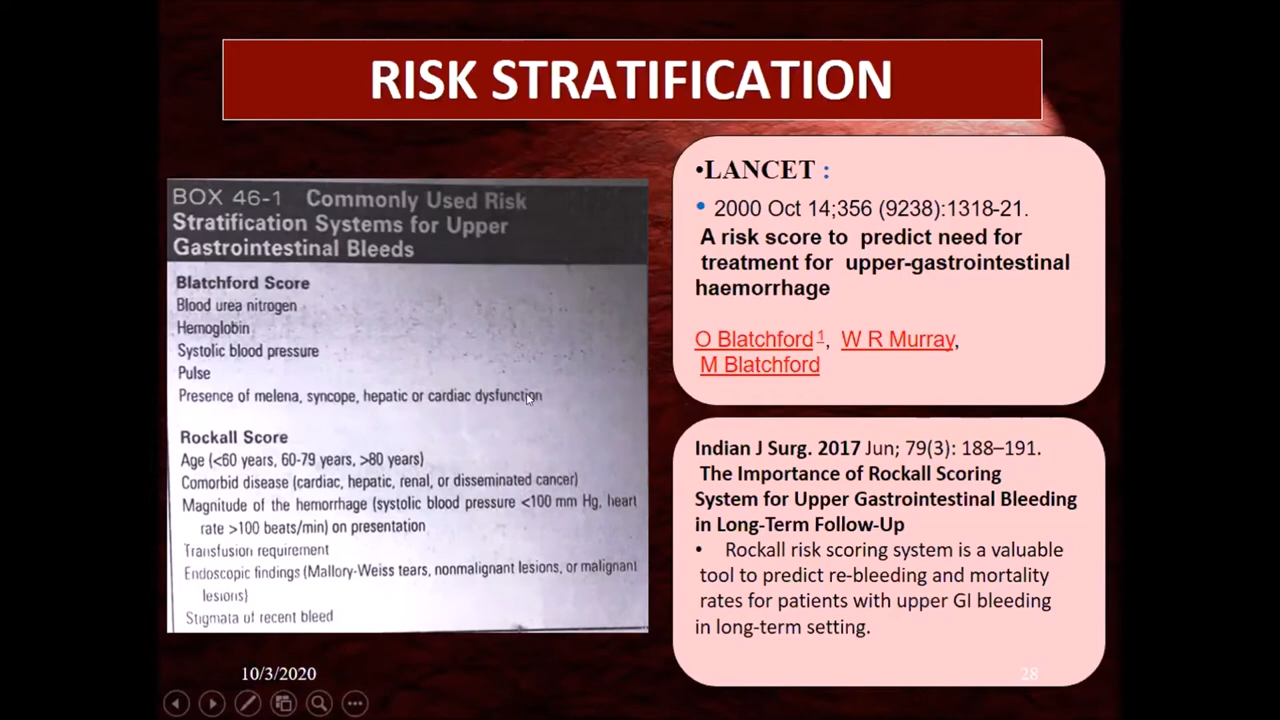 RISK STRATIFICATION
BOX 46-1 Commonly Used Risk
Stratification Systems for Upper
Gastrointestinal Bleeds
Blatchford Score
Blood urea nitrogen
Hemoglobin
Systolic blood pressure
Pulse
Presence of melena, syncope, hepatic or cardiac dysfunction
Rockall Score
Age (<60 years, 60-79 years, >80 years)
Comorbid disease (cardiac, hepatic, renal, or disseminated cancer)
Magnitude of the hemorrhage (systolic blood pressure <100 mm Hg, heart
rate >100 beats/min) on presentation
Transfusion requirement
Endoscopic findings (Mallory-Weiss tears, nonmalignant lesions, or malignant
lesions)
Stigmata of recent bleed
•LANCET :
• 2000 Oct 14;356 (9238):1318-21.
A risk score to predict need for
treatment for upper-gastrointestinal
haemorrhage
O Blatchford 1, W R Murray,
M Blatchford
Indian J Surg. 2017 Jun; 79(3): 188–191.
The Importance of Rockall Scoring
System for Upper Gastrointestinal Bleeding
in Long-Term Follow-Up
• Rockall risk scoring system is a valuable
tool to predict re-bleeding and mortality
rates for patients with upper GI bleeding
in long-term setting.
10/3/2020
28